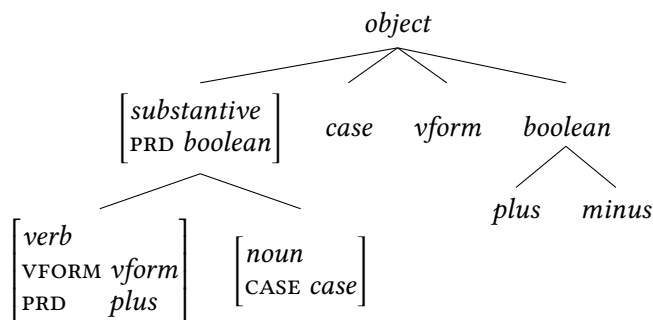 object
substantive
PRD boolean
case
vform
boolean
plus
minus
verb
VFORM vform
PRD plus
noun
CASE case